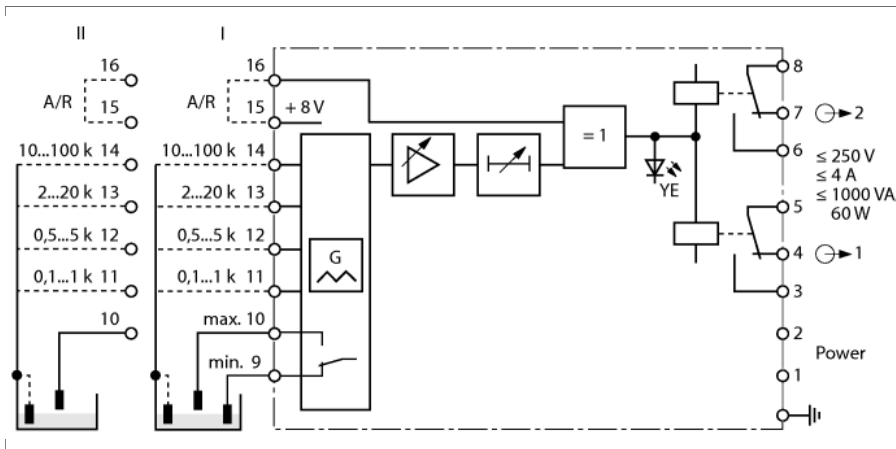 II I
16 16 8
A/R 15 A/R 15 + 8 V 7 2
10...100 k 14 10...100 k 14 = 1 6
≤ 250 V
≤ 4 A
2...20 k 13 2...20 k 13 YE ≤ 1000 VA,
5 60 W
0,5...5 k 12 0,5...5 k 12
G 4 1
0,1...1 k 11 0,1...1 k 11 3
10 max. 10 2
Power
min. 9 1